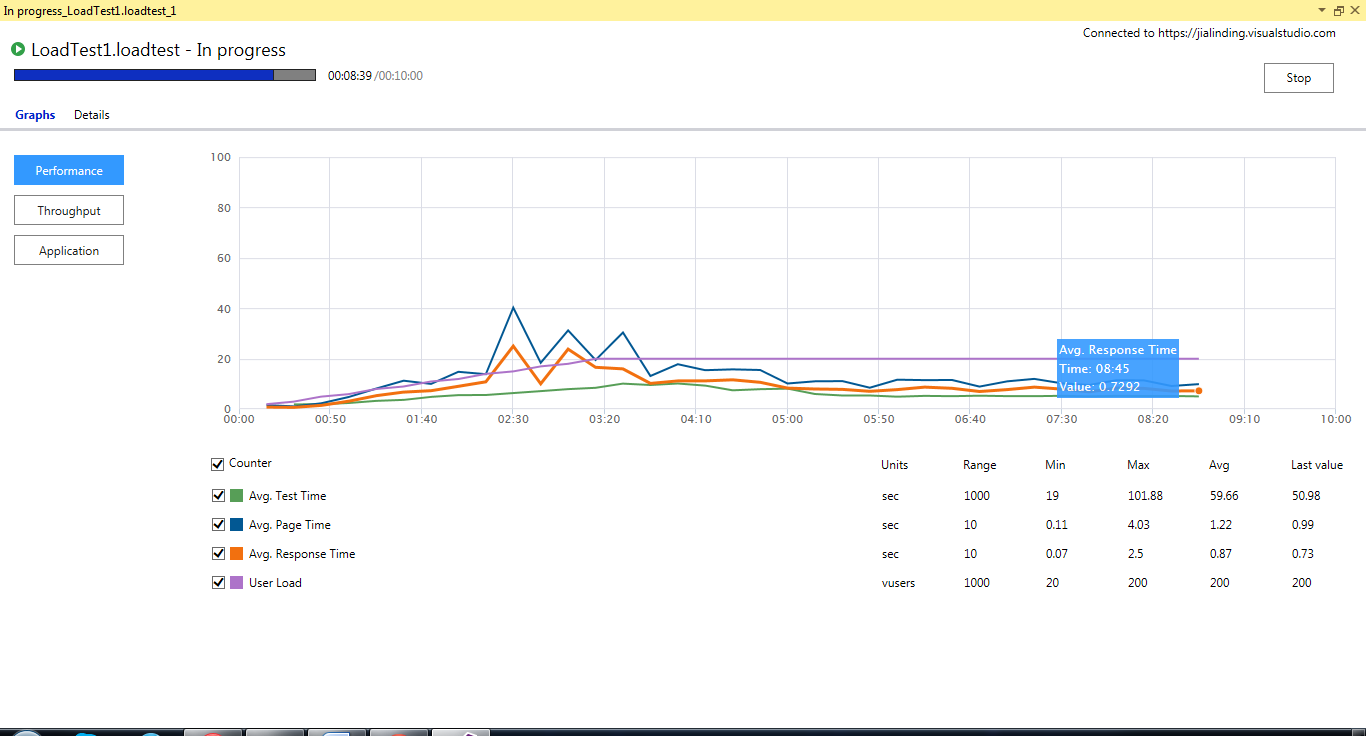 In progress_LoadTest1.loadtest_1
Connected to https://jialinding.visualstudio.com
LoadTest1.loadtest - In progress
00:08:39 /00:10:00
Stop
Graphs Details
Performance
Throughput
Application
100
80
60
40
20
0
Avg. Response Time
Time: 08:45
Value: 0.7292
00:00 00:50 01:40 02:30 03:20 04:10 05:00 05:50 06:40 07:30 08:20 09:10 10:00
Counter Units Range Min Max Avg Last value
Avg. Test Time sec 1000 19 101.88 59.66 50.98
Avg. Page Time sec 10 0.11 4.03 1.22 0.99
Avg. Response Time sec 10 0.07 2.5 0.87 0.73
User Load vusers 1000 20 200 200 200